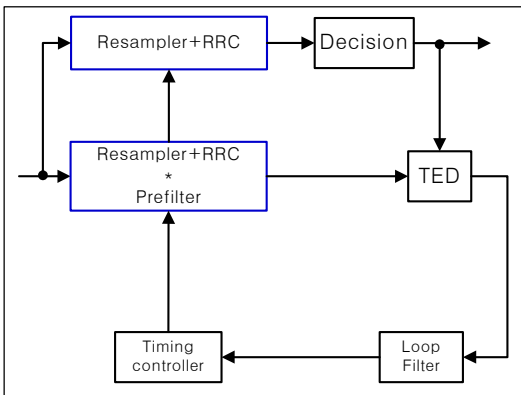 Resampler+RRC
Decision
Resampler+RRC
*
Prefilter
TED
Timing
controller
Loop
Filter